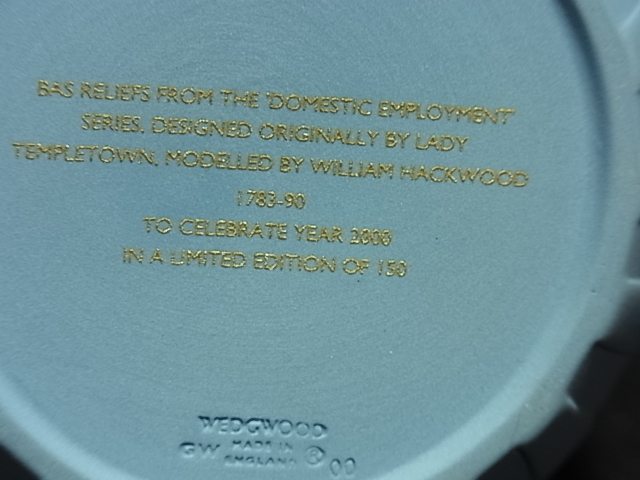 BAS RELIEFS FROM THE 'DOMESTIC EMPLOYMENT'
SERIES, DESIGNED ORIGINALLY BY LADY
TEMPLETOWN, MODELLED BY WILLIAM HACKWOOD
1783-90
TO CELEBRATE YEAR 2000
IN A LIMITED EDITION OF 150
WEDGWOOD
MADE IN
GW ENGLAND ® 00